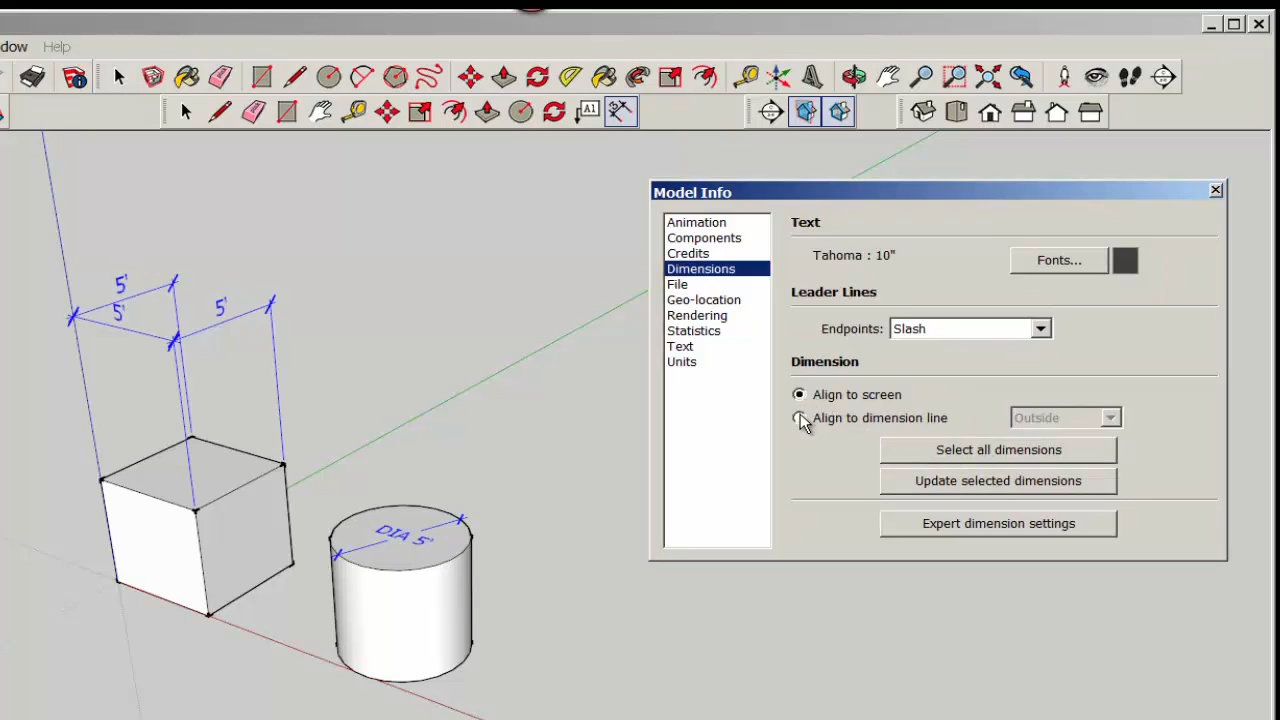 dow Help
A1
Model Info
Animation
Components
Credits
Dimensions
File
Geo-location
Rendering
Statistics
Text
Units
Text
Tahoma : 10"
Fonts...
Leader Lines
Endpoints: Slash
Dimension
Align to screen
Align to dimension line Outside
Select all dimensions
Update selected dimensions
Expert dimension settings
5'
5'
5'
DIA 5'